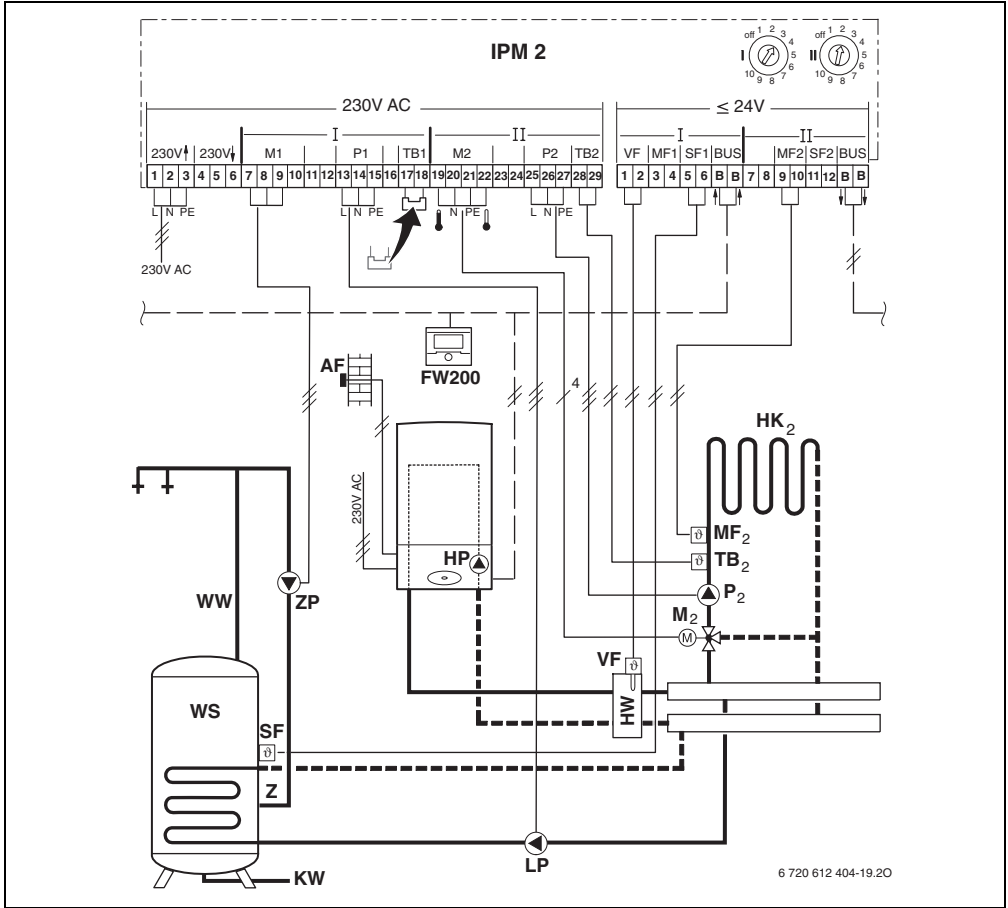 IPM 2
off 1 2 3 4 5 6 7 8 9 10
I
off 1 2 3 4 5 6 7 8 9 10
II
230V AC
≤ 24V
I II I II
230V 230V M1 P1 TB1 M2 P2 TB2 VF MF1 SF1 BUS MF2 SF2 BUS
1 2 3 4 5 6 7 8 9 10 11 12 13 14 15 16 17 18 19 20 21 22 23 24 25 26 27 28 29 1 2 3 4 5 6 B B 7 8 9 10 11 12 B B
L N PE L N PE N PE L N PE
230V AC
AF
FW200
4
HK2
230V AC
HP
MF2
TB2
P2
M2
M
ZP
WW
VF
ϑ
ϑ
ϑ
HW
WS
SF
ϑ
Z
LP
KW
6 720 612 404-19.2O